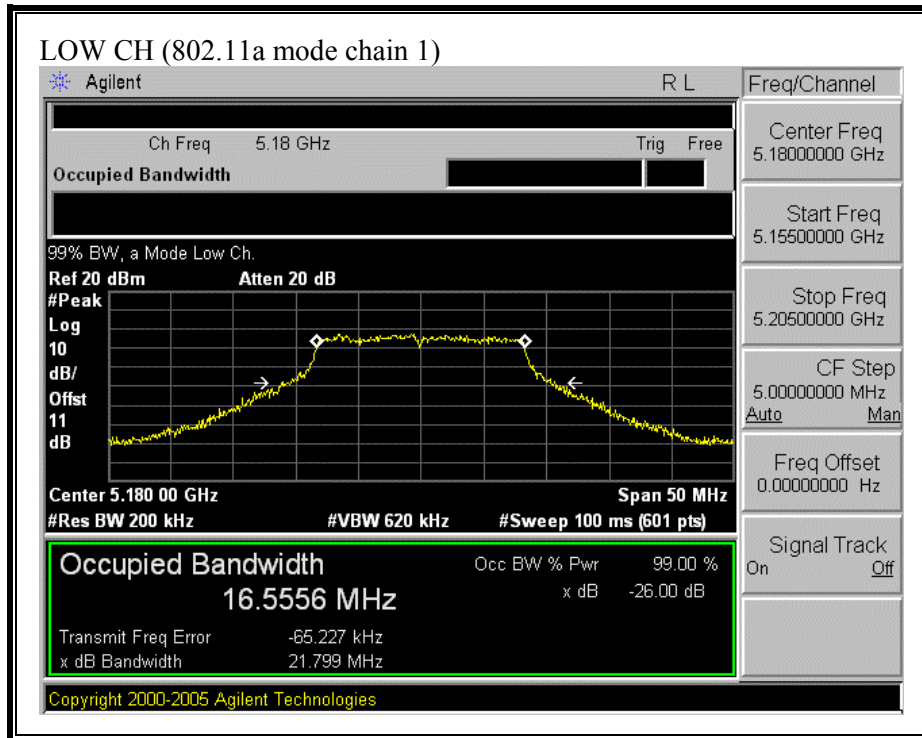 LOW CH (802.11a mode chain 1)
Agilent R L Freq/Channel
Ch Freq 5.18 GHz Trig Free
Occupied Bandwidth
Center Freq
5.18000000 GHz
Start Freq
5.15500000 GHz
99% BW, a Mode Low Ch.
Ref 20 dBm Atten 20 dB
#Peak
Log
10
dB/
Offst
11
dB
Stop Freq
5.20500000 GHz
CF Step
5.00000000 MHz
Auto Man
Freq Offset
0.00000000 Hz
Center 5.180 00 GHz Span 50 MHz
#Res BW 200 kHz #VBW 620 kHz #Sweep 100 ms (601 pts)
Signal Track
On Off
Occupied Bandwidth Occ BW % Pwr 99.00 %
16.5556 MHz x dB -26.00 dB
Transmit Freq Error -65.227 kHz
x dB Bandwidth 21.799 MHz
Copyright 2000-2005 Agilent Technologies